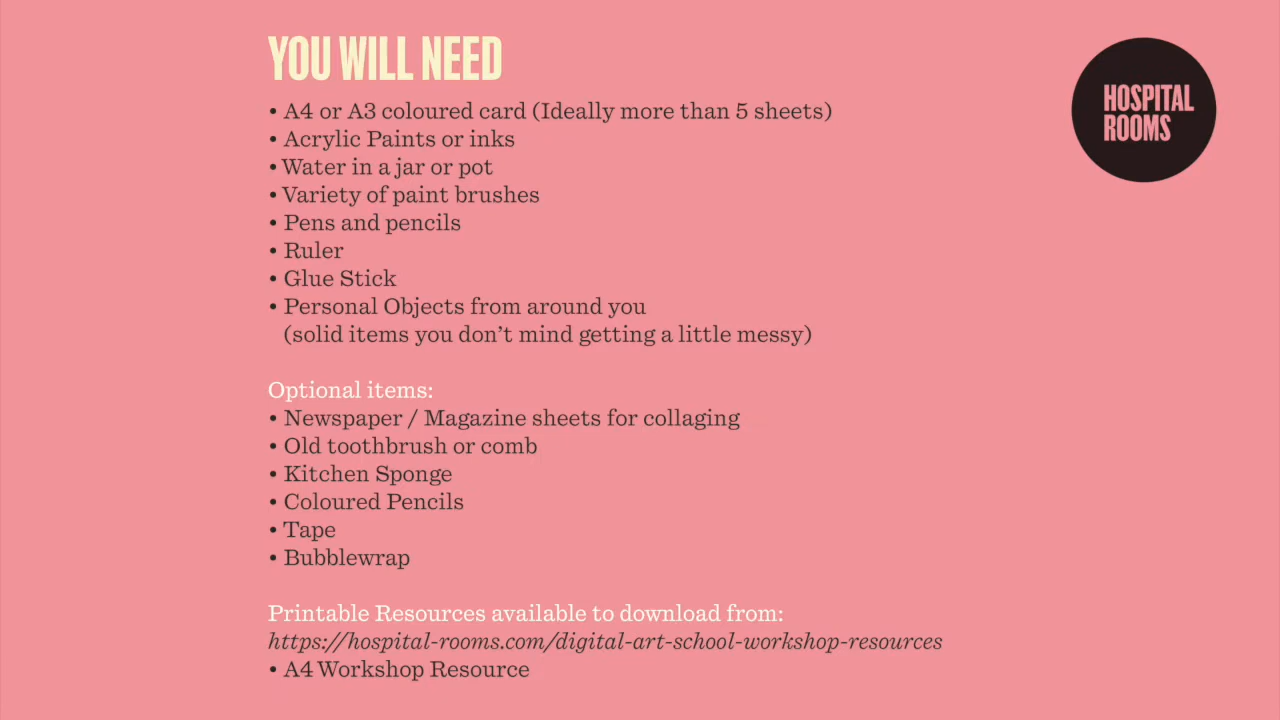 YOU WILL NEED
• A4 or A3 coloured card (Ideally more than 5 sheets)
• Acrylic Paints or inks
• Water in a jar or pot
• Variety of paint brushes
• Pens and pencils
• Ruler
• Glue Stick
• Personal Objects from around you
(solid items you don’t mind getting a little messy)
Optional items:
• Newspaper / Magazine sheets for collaging
• Old toothbrush or comb
• Kitchen Sponge
• Coloured Pencils
• Tape
• Bubblewrap
Printable Resources available to download from:
https://hospital-rooms.com/digital-art-school-workshop-resources
• A4 Workshop Resource
HOSPITAL
ROOMS